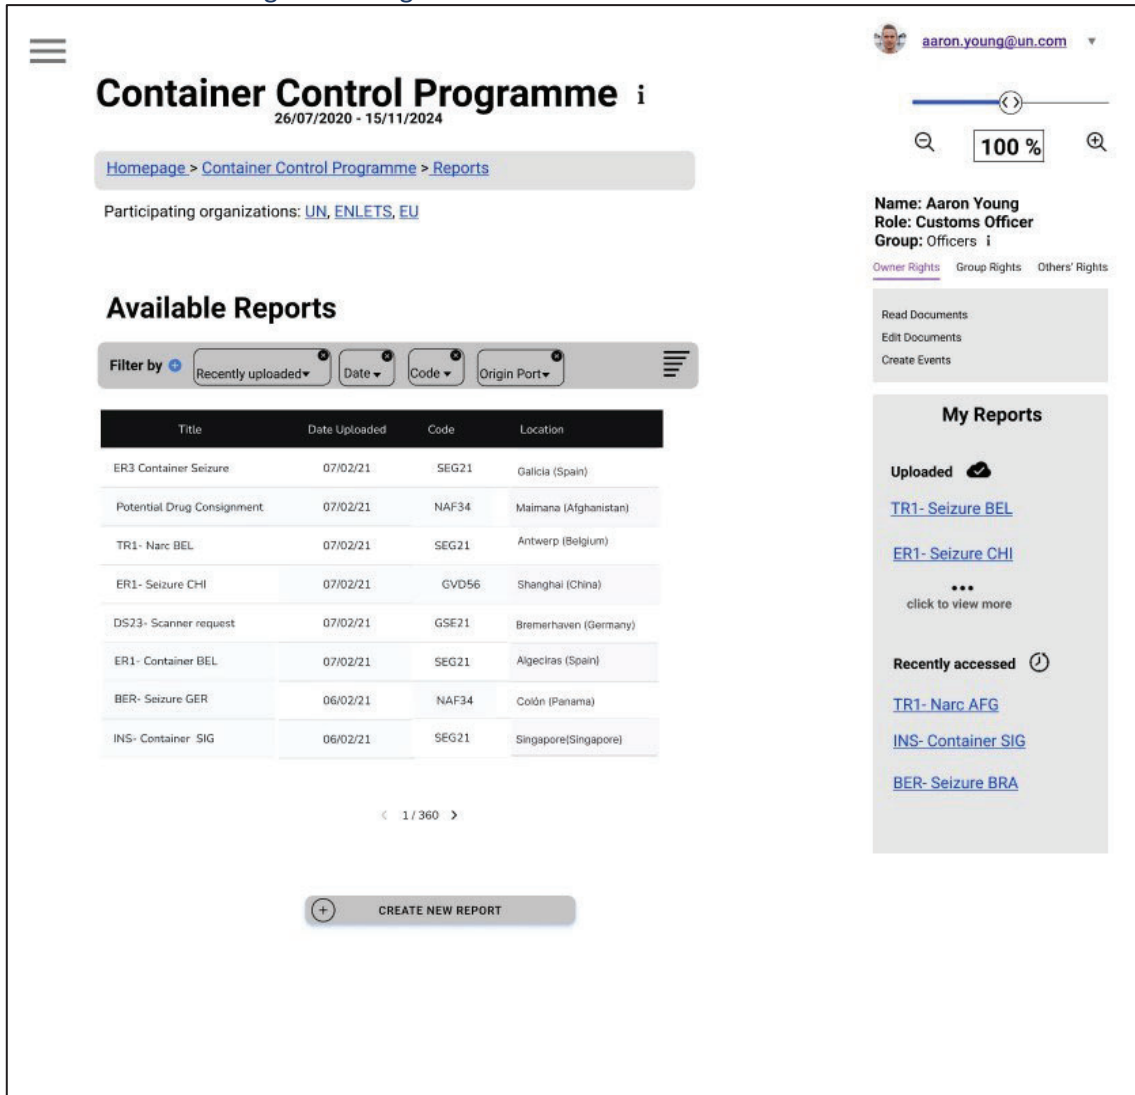 aaron.young@un.com
Container Control Programme i
26/07/2020 - 15/11/2024
100 %
Homepage > Container Control Programme > Reports
Participating organizations: UN, ENLETS, EU
Name: Aaron Young
Role: Customs Officer
Group: Officers i
Owner Rights Group Rights Others' Rights
Read Documents
Edit Documents
Create Events
Available Reports
Filter by Recently uploaded Date Code Origin Port
Title Date Uploaded Code Location
ER3 Container Seizure 07/02/21 SEG21 Galicia (Spain)
Potential Drug Consignment 07/02/21 NAF34 Maimana (Afghanistan)
TR1- Narc BEL 07/02/21 SEG21 Antwerp (Belgium)
ER1- Seizure CHI 07/02/21 GVD56 Shanghai (China)
DS23- Scanner request 07/02/21 GSE21 Bremerhaven (Germany)
ER1- Container BEL 07/02/21 SEG21 Algeciras (Spain)
BER- Seizure GER 06/02/21 NAF34 Colón (Panama)
INS- Container SIG 06/02/21 SEG21 Singapore(Singapore)
1 / 360
CREATE NEW REPORT
My Reports
Uploaded
TR1- Seizure BEL
ER1- Seizure CHI
•••
click to view more
Recently accessed
TR1- Narc AFG
INS- Container SIG
BER- Seizure BRA